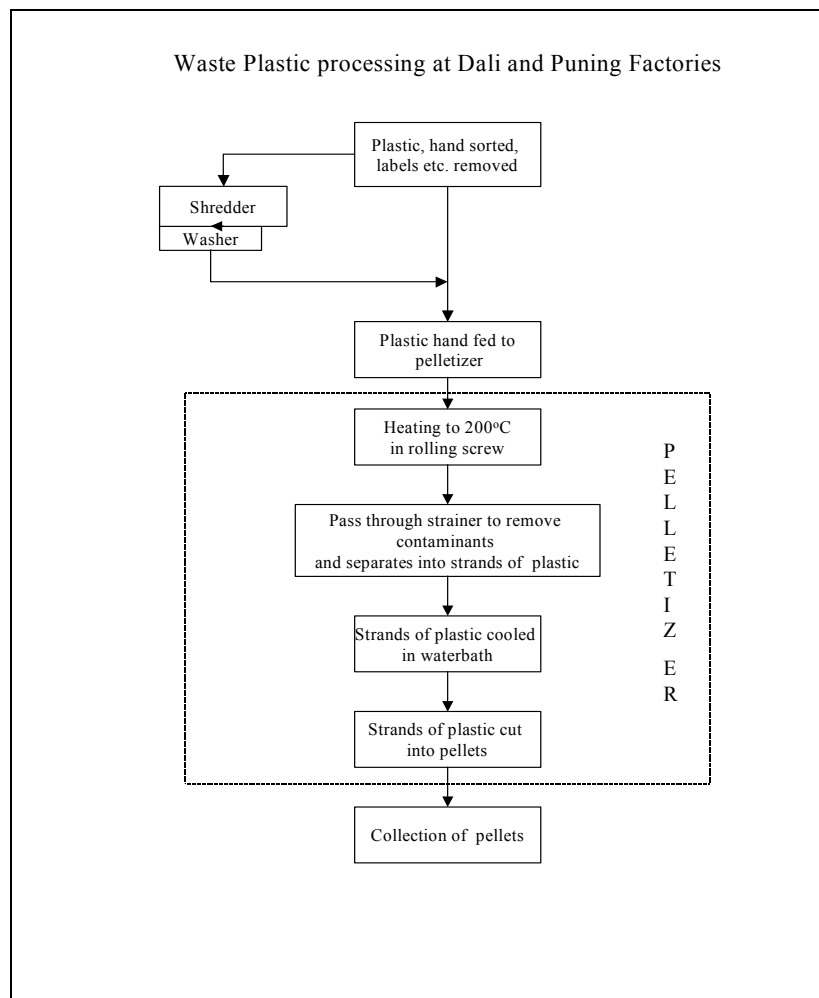 Waste Plastic processing at Dali and Puning Factories
Plastic, hand sorted,
labels etc. removed
Shredder
Washer
Plastic hand fed to
pelletizer
Heating to 200°C
in rolling screw
Pass through strainer to remove
contaminants
and separates into strands of plastic
Strands of plastic cooled
in waterbath
Strands of plastic cut
into pellets
PELLETIZ ER
Collection of pellets